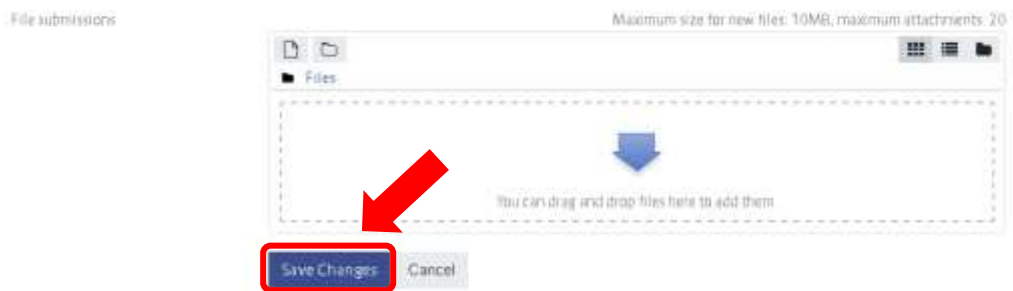 File submissions
Maximum size for new files: 10MB, maximum attachments: 20
Files
You can drag and drop files here to add them
Save Changes
Cancel